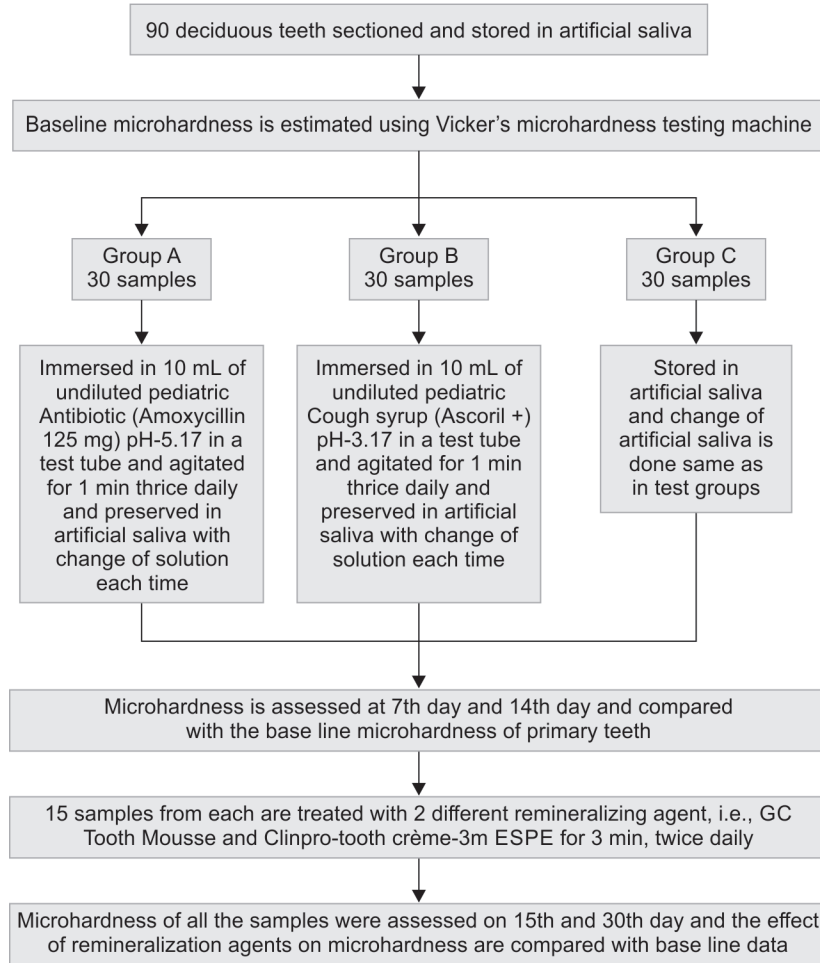 90 deciduous teeth sectioned and stored in artificial saliva
Baseline microhardness is estimated using Vicker's microhardness testing machine
Group A
30 samples
Group B
30 samples
Group C
30 samples
Immersed in 10 mL of
undiluted pediatric
Antibiotic (Amoxycillin
125 mg) pH-5.17 in a
test tube and agitated
for 1 min thrice daily
and preserved in
artificial saliva with
change of solution
each time
Immersed in 10 mL of
undiluted pediatric
Cough syrup (Ascoril +)
pH-3.17 in a test tube
and agitated for 1 min
thrice daily and
preserved in artificial
saliva with change of
solution each time
Stored in
artificial saliva
and change of
artificial saliva is
done same as
in test groups
Microhardness is assessed at 7th day and 14th day and compared
with the base line microhardness of primary teeth
15 samples from each are treated with 2 different remineralizing agent, i.e., GC
Tooth Mousse and Clinpro-tooth crème-3m ESPE for 3 min, twice daily
Microhardness of all the samples were assessed on 15th and 30th day and the effect
of remineralization agents on microhardness are compared with base line data